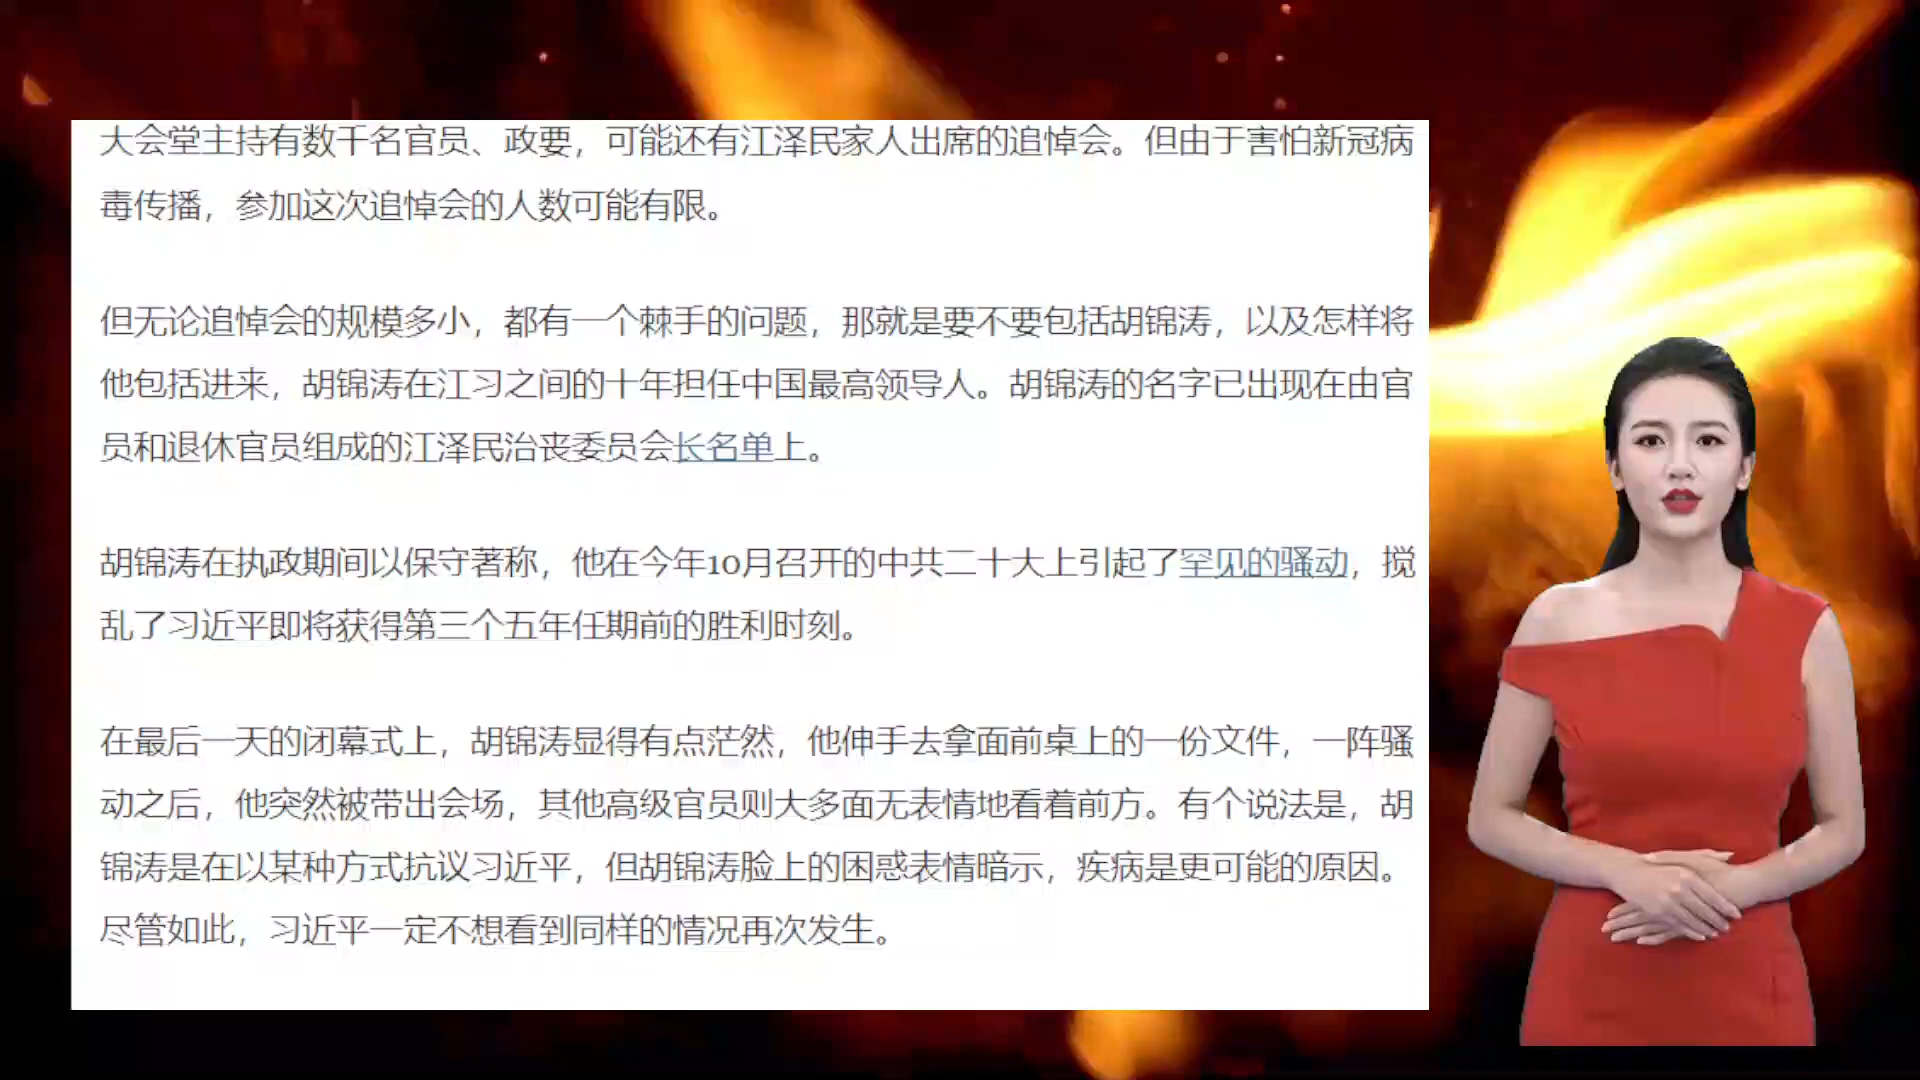 大会堂主持有数千名官员、政要，可能还有江泽民家人出席的追悼会。但由于害怕新冠病
毒传播，参加这次追悼会的人数可能有限。
但无论追悼会的规模多小，都有一个棘手的问题，那就是要不要包括胡锦涛，以及怎样将
他包括进来，胡锦涛在江习之间的十年担任中国最高领导人。胡锦涛的名字已出现在由官
员和退休官员组成的江泽民治丧委员会长名单上。
胡锦涛在执政期间以保守著称，他在今年10月召开的中共二十大上引起了罕见的骚动，搅
乱了习近平即将获得第三个五年任期前的胜利时刻。
在最后一天的闭幕式上，胡锦涛显得有点茫然，他伸手去拿面前桌上的一份文件，一阵骚
动之后，他突然被带出会场，其他高级官员则大多面无表情地看着前方。有个说法是，胡
锦涛是在以某种方式抗议习近平，但胡锦涛脸上的困惑表情暗示，疾病是更可能的原因。
尽管如此，习近平一定不想看到同样的情况再次发生。